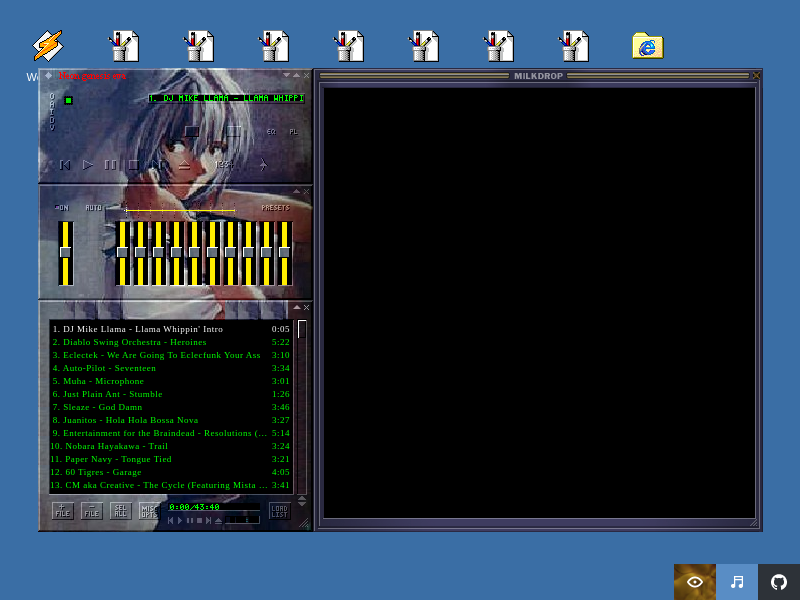 MILKDROP
1. DJ MIKE LLAMA - LLAMA WHIPPI
EQ PL
ON AUTO PRESETS
1. DJ Mike Llama - Llama Whippin' Intro 0:05
2. Diablo Swing Orchestra - Heroines 5:22
3. Eclectek - We Are Going To Eclecfunk Your Ass 3:10
4. Auto-Pilot - Seventeen 3:34
5. Muha - Microphone 3:01
6. Just Plain Ant - Stumble 1:26
7. Sleaze - God Damn 3:46
8. Juanitos - Hola Hola Bossa Nova 3:27
9. Entertainment for the Braindead - Resolutions (... 5:14
10. Nobara Hayakawa - Trail 3:24
11. Paper Navy - Tongue Tied 3:21
12. 60 Tigres - Garage 4:05
13. CM aka Creative - The Cycle (Featuring Mista ... 3:41
+ FILE - FILE SEL ALL MISC OPTS 0:00/43:40 LOAD LIST